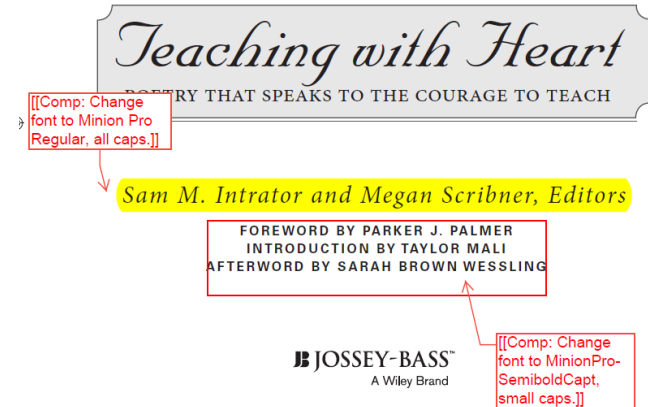 Teaching with Heart
POETRY THAT SPEAKS TO THE COURAGE TO TEACH
[[Comp: Change
font to Minion Pro
Regular, all caps.]]
Sam M. Intrator and Megan Scribner, Editors
FOREWORD BY PARKER J. PALMER
INTRODUCTION BY TAYLOR MALI
AFTERWORD BY SARAH BROWN WESSLING
JB JOSSEY-BASS™
A Wiley Brand
[[Comp: Change
font to MinionPro-
SemiboldCapt,
small caps.]]